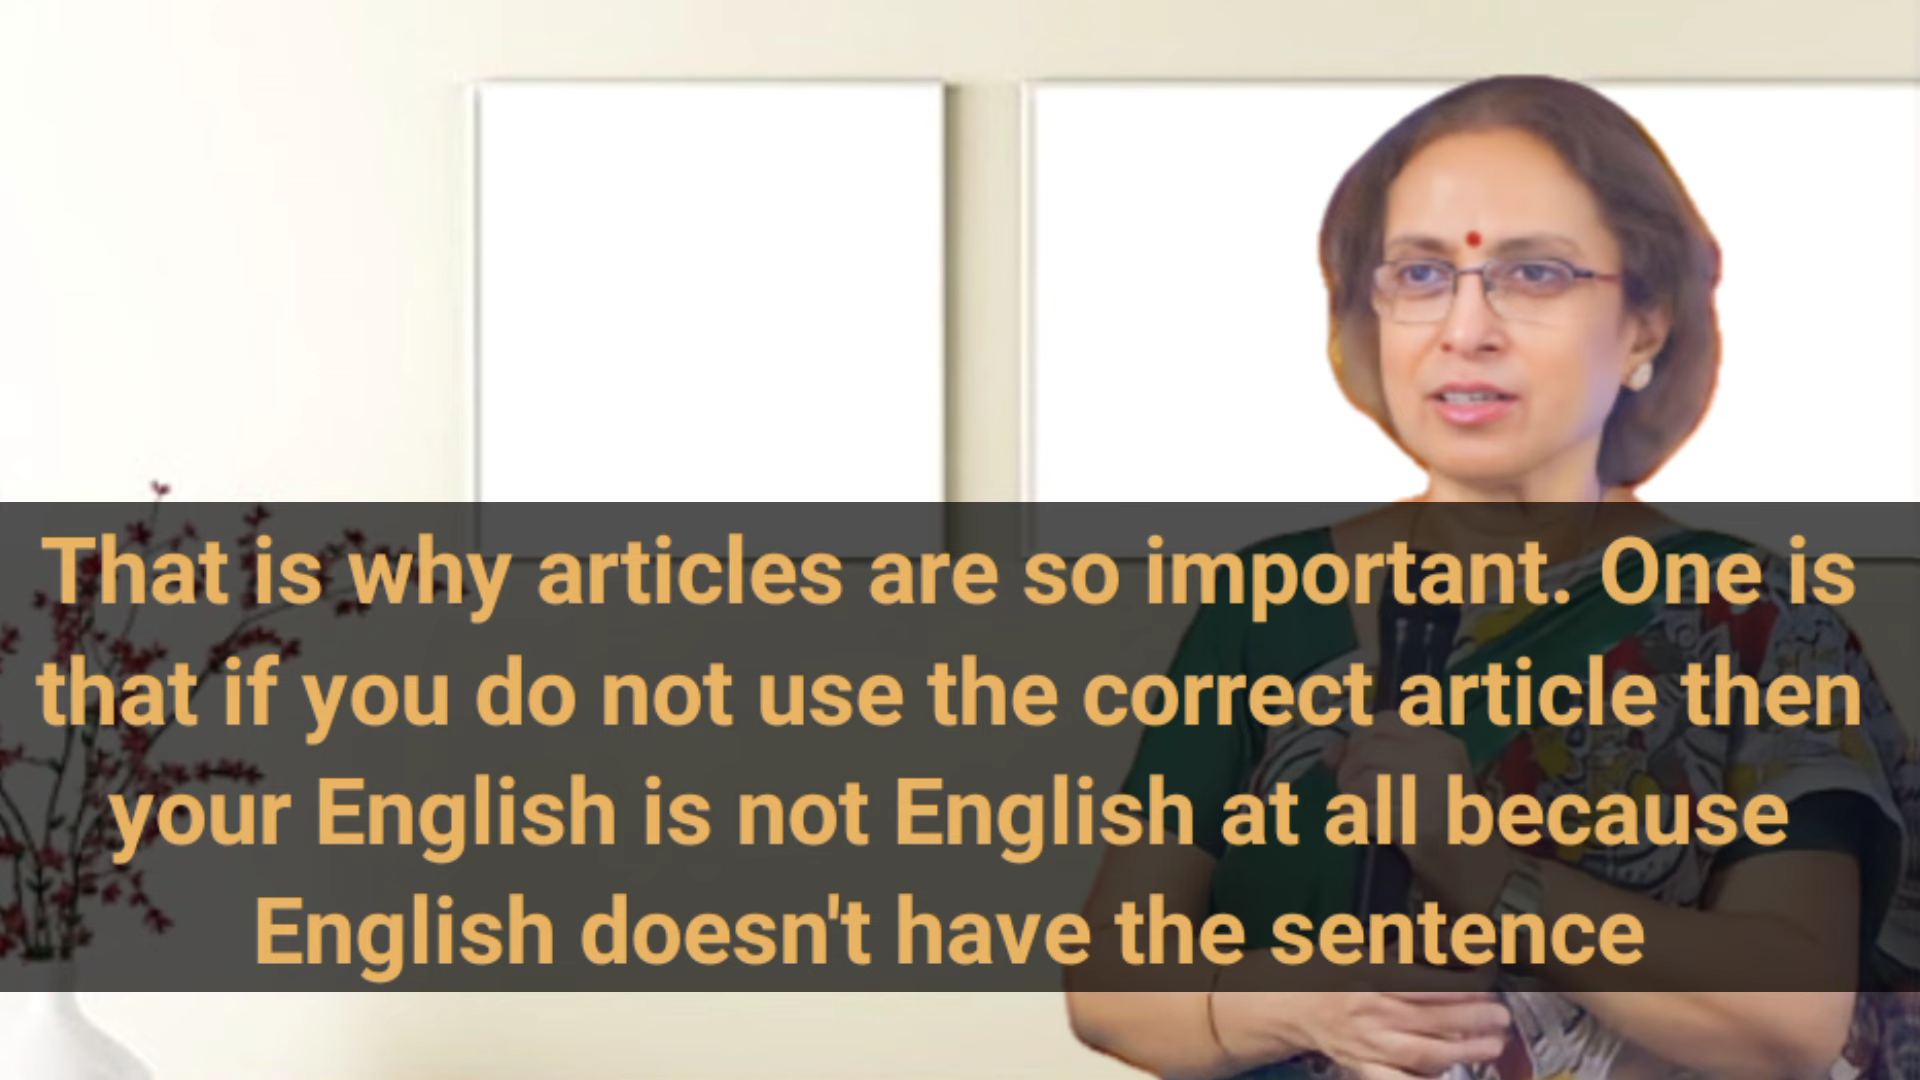 That is why articles are so important. One is
that if you do not use the correct article then
your English is not English at all because
English doesn't have the sentence